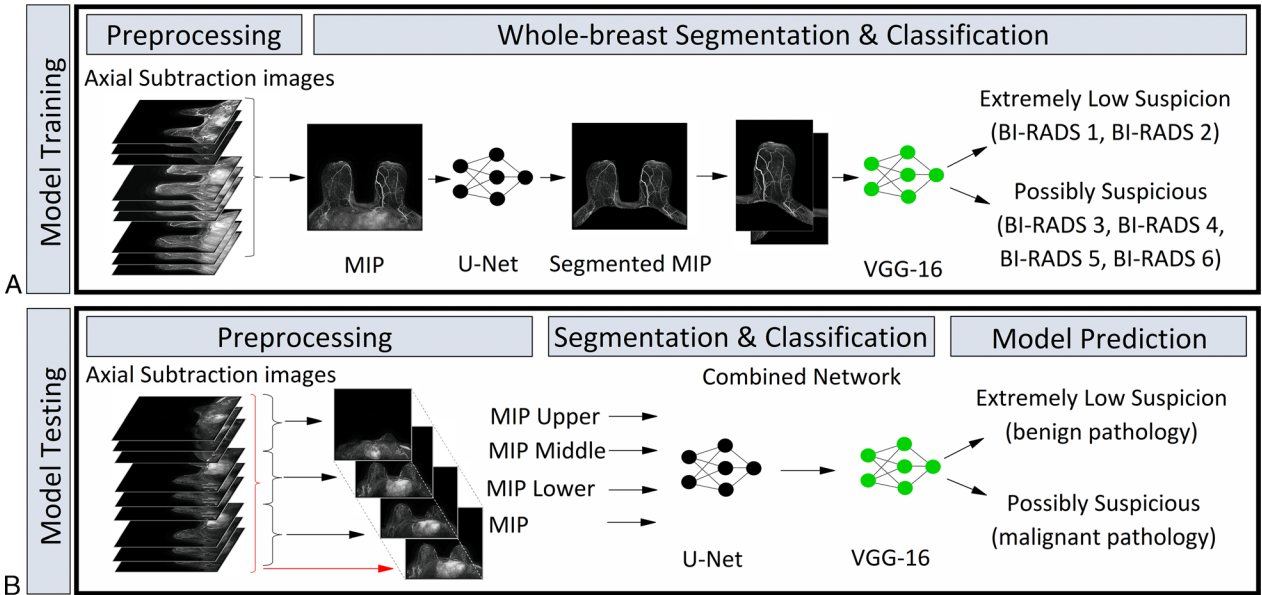 A
Model Training
Preprocessing
Whole-breast Segmentation & Classification
Axial Subtraction images
MIP
U-Net
Segmented MIP
VGG-16
Extremely Low Suspicion
(BI-RADS 1, BI-RADS 2)
Possibly Suspicious
(BI-RADS 3, BI-RADS 4,
BI-RADS 5, BI-RADS 6)
B
Model Testing
Preprocessing
Segmentation & Classification
Model Prediction
Axial Subtraction images
Combined Network
MIP Upper
MIP Middle
MIP Lower
MIP
U-Net
VGG-16
Extremely Low Suspicion
(benign pathology)
Possibly Suspicious
(malignant pathology)